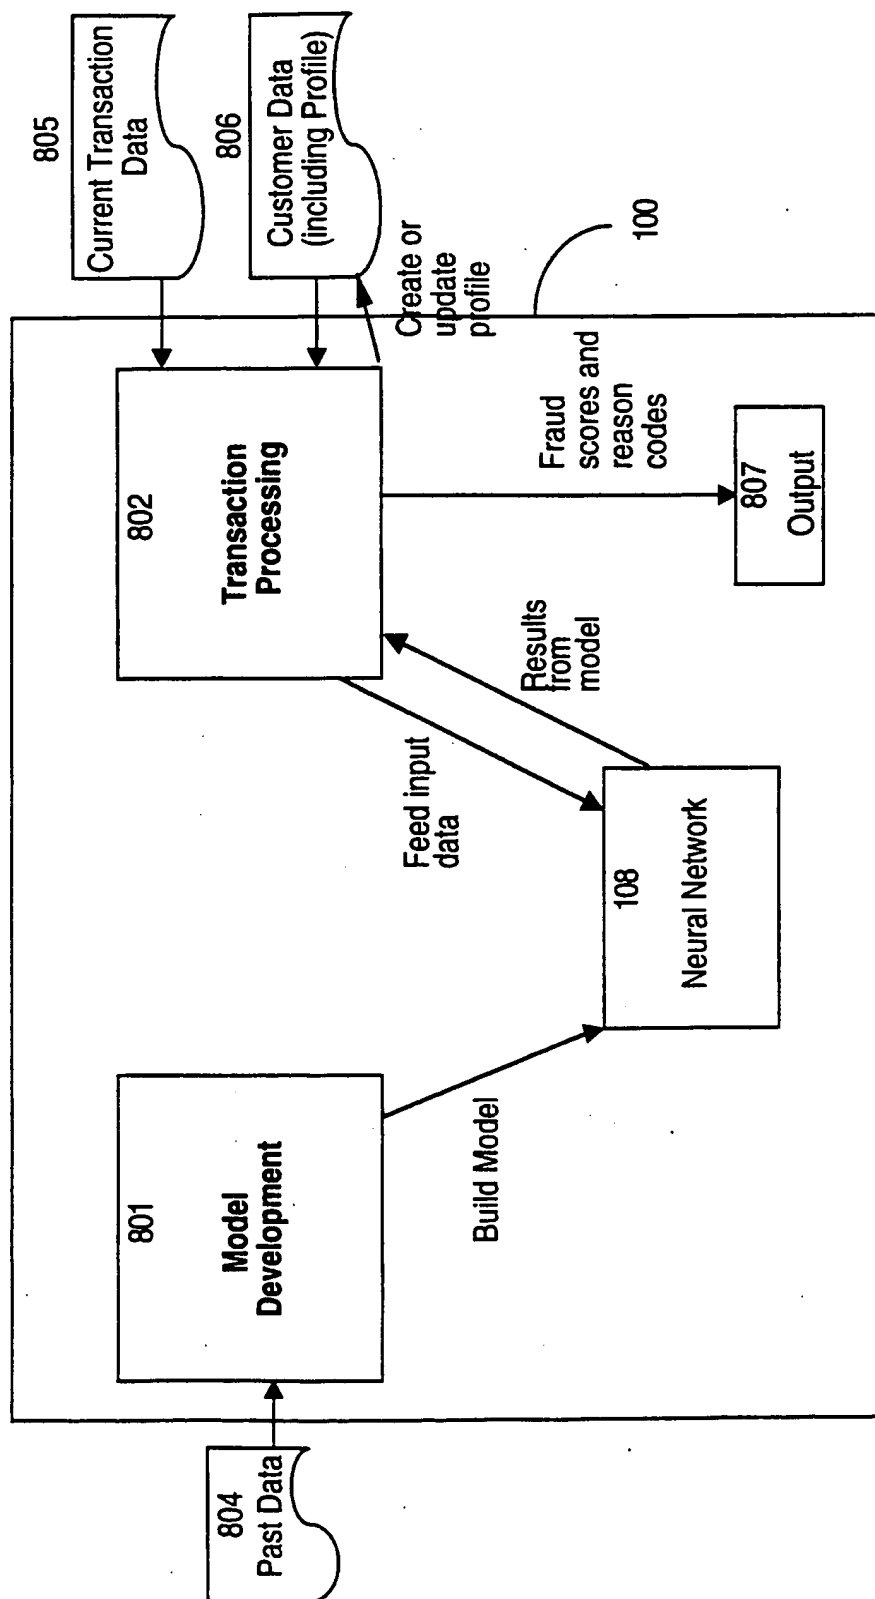 804
Past Data
801
Model
Development
Build Model
108
Neural Network
Feed input
data
Results
from
model
802
Transaction
Processing
Fraud
scores and
reason
codes
807
Output
805
Current Transaction
Data
806
Customer Data
(including Profile)
Create or
update
profile
100